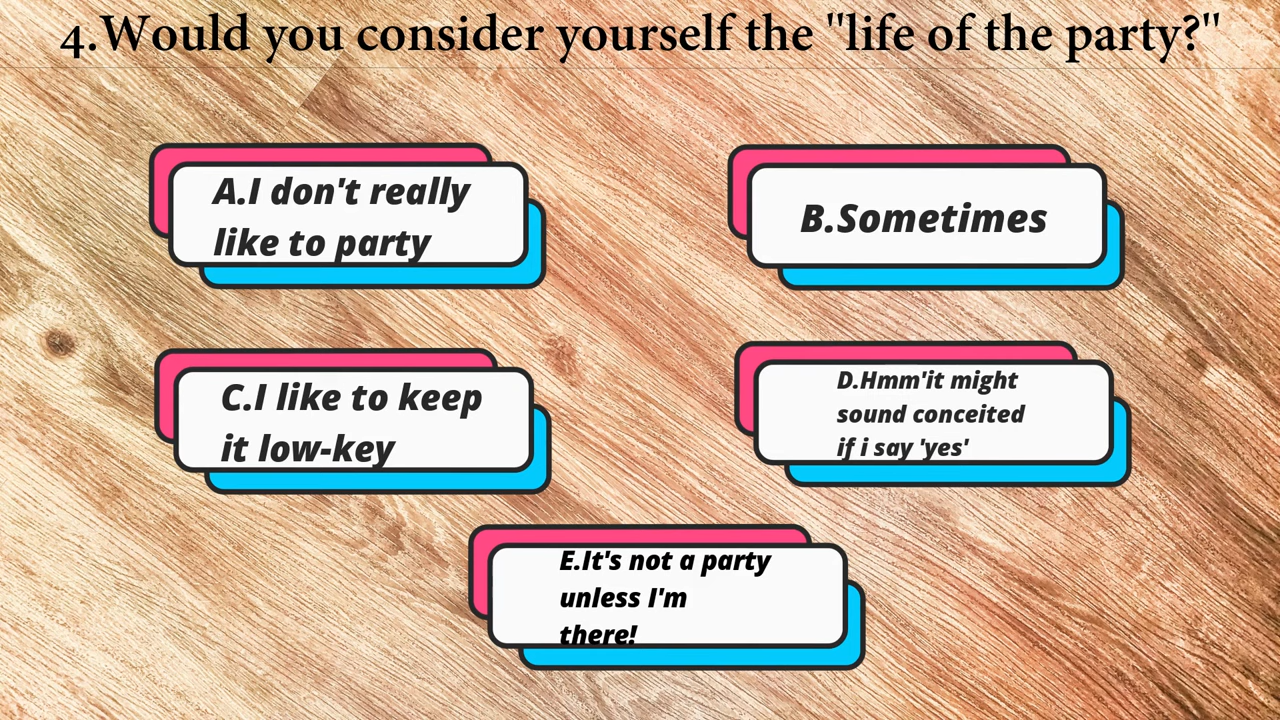 4.Would you consider yourself the "life of the party?"
A.I don't really
like to party
B.Sometimes
C.I like to keep
it low-key
D.Hmm'it might
sound conceited
if i say 'yes'
E.It's not a party
unless I'm
there!